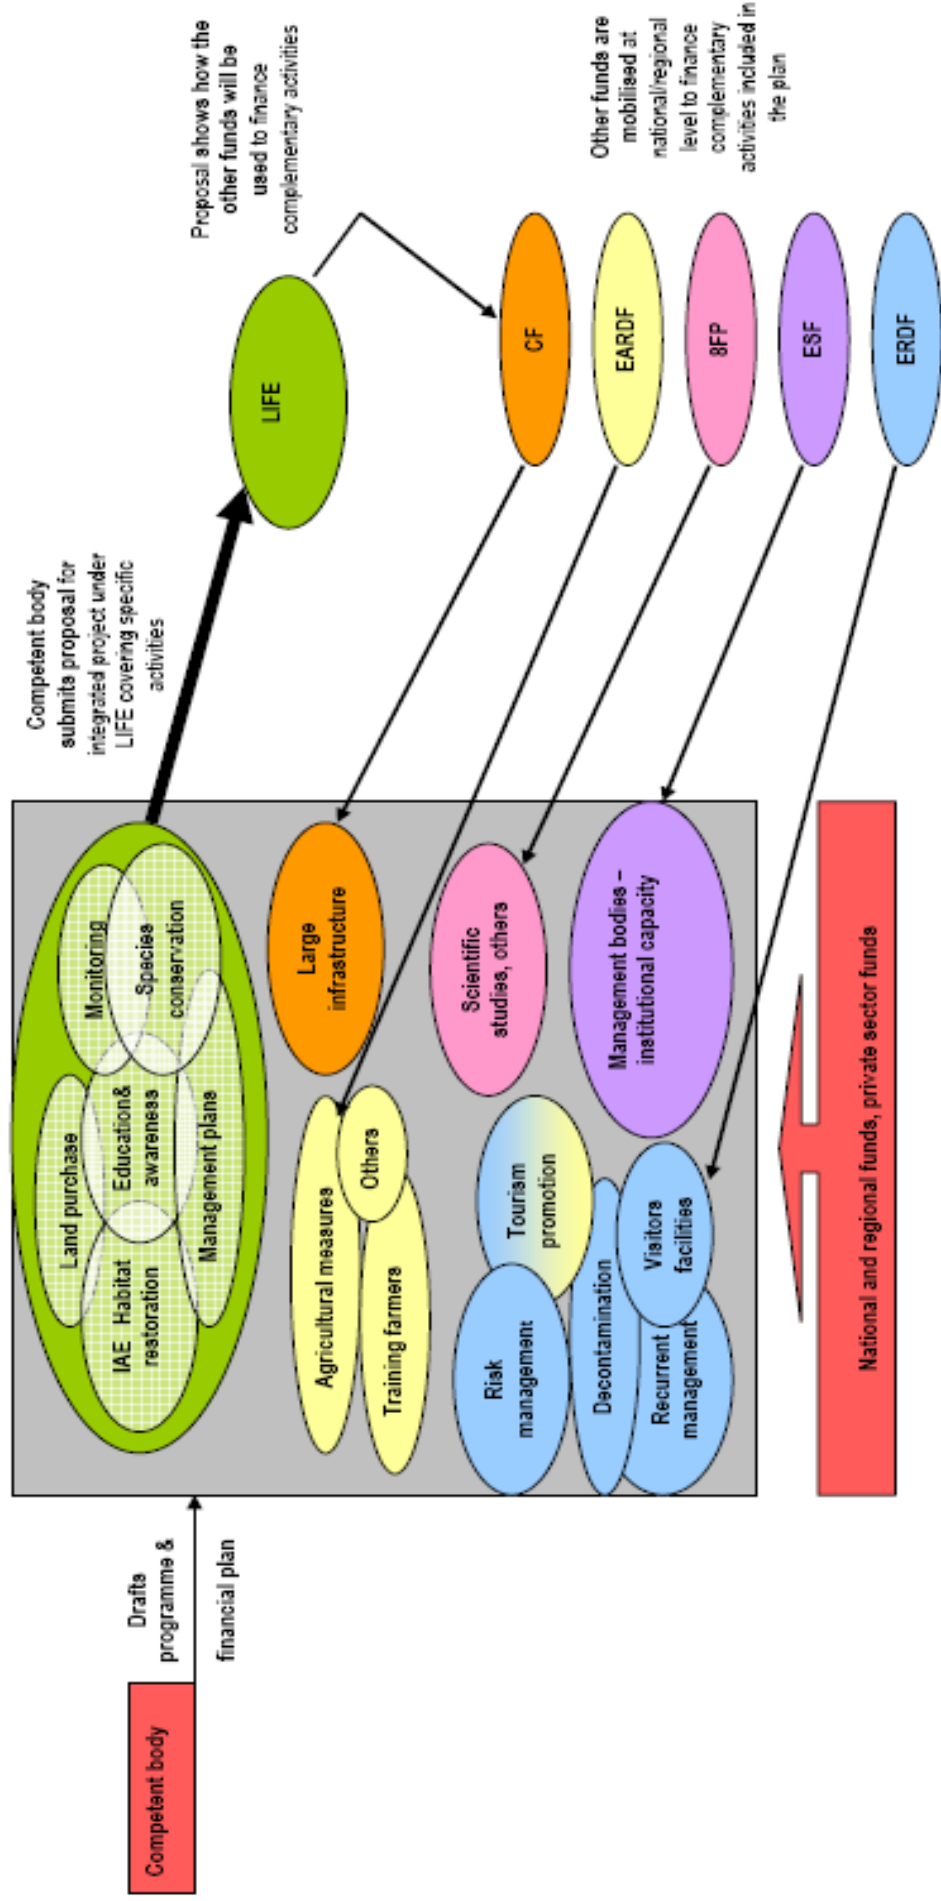 Competent body
Drafts
programme &
financial plan
Land purchase
Monitoring
IAE Habitat
restoration
Education&
awareness
Species
conservation
Management plans
Agricultural measures
Others
Training farmers
Large
infrastructure
Risk
management
Tourism
promotion
Scientific
studies, others
Decontamination
Visitors
facilities
Recurrent
management
Management bodies –
institutional capacity
National and regional funds, private sector funds
Competent body
submits proposal for
integrated project under
LIFE covering specific
activities
LIFE
Proposal shows how the
other funds will be
used to finance
complementary activities
CF
EARDF
8FP
ESF
ERDF
Other funds are
mobilised at
national/regional
level to finance
complementary
activities included in
the plan